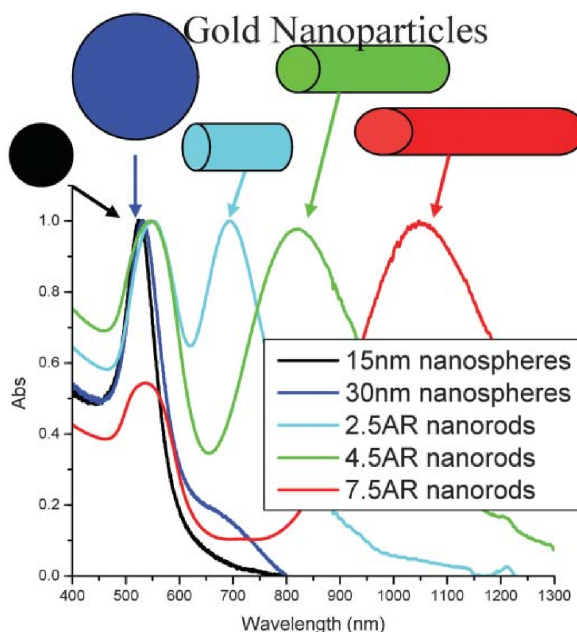 Gold Nanoparticles
1.0
0.8
0.6
0.4
0.2
0.0
Abs
15nm nanospheres
30nm nanospheres
2.5AR nanorods
4.5AR nanorods
7.5AR nanorods
400 500 600 700 800 900 1000 1100 1200 1300
Wavelength (nm)